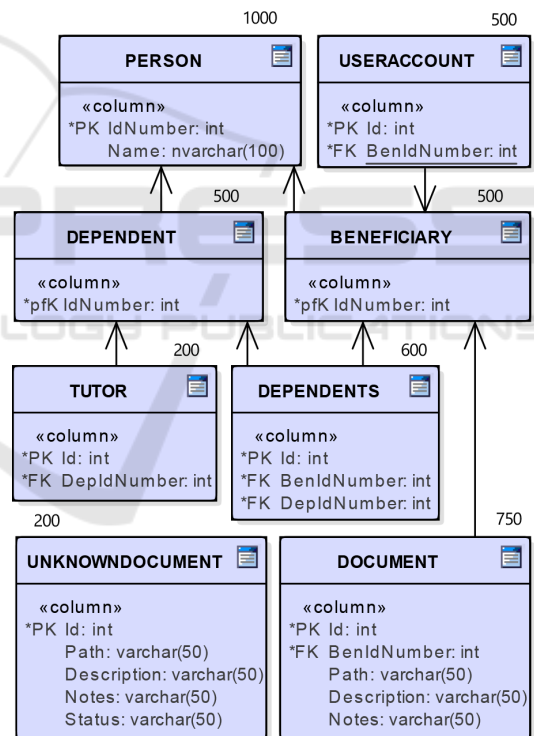 1000
PERSON
«column»
*PK IdNumber: int
Name: nvarchar(100)
500
USERACCOUNT
«column»
*PK Id: int
*FK BenIdNumber: int
500
DEPENDENT
«column»
*pfK IdNumber: int
500
BENEFICIARY
«column»
*pfK IdNumber: int
200
TUTOR
«column»
*PK Id: int
*FK DepIdNumber: int
600
DEPENDENTS
«column»
*PK Id: int
*FK BenIdNumber: int
*FK DepIdNumber: int
200
UNKNOWNDOCUMENT
«column»
*PK Id: int
Path: varchar(50)
Description: varchar(50)
Notes: varchar(50)
Status: varchar(50)
750
DOCUMENT
«column»
*PK Id: int
*FK BenIdNumber: int
Path: varchar(50)
Description: varchar(50)
Notes: varchar(50)